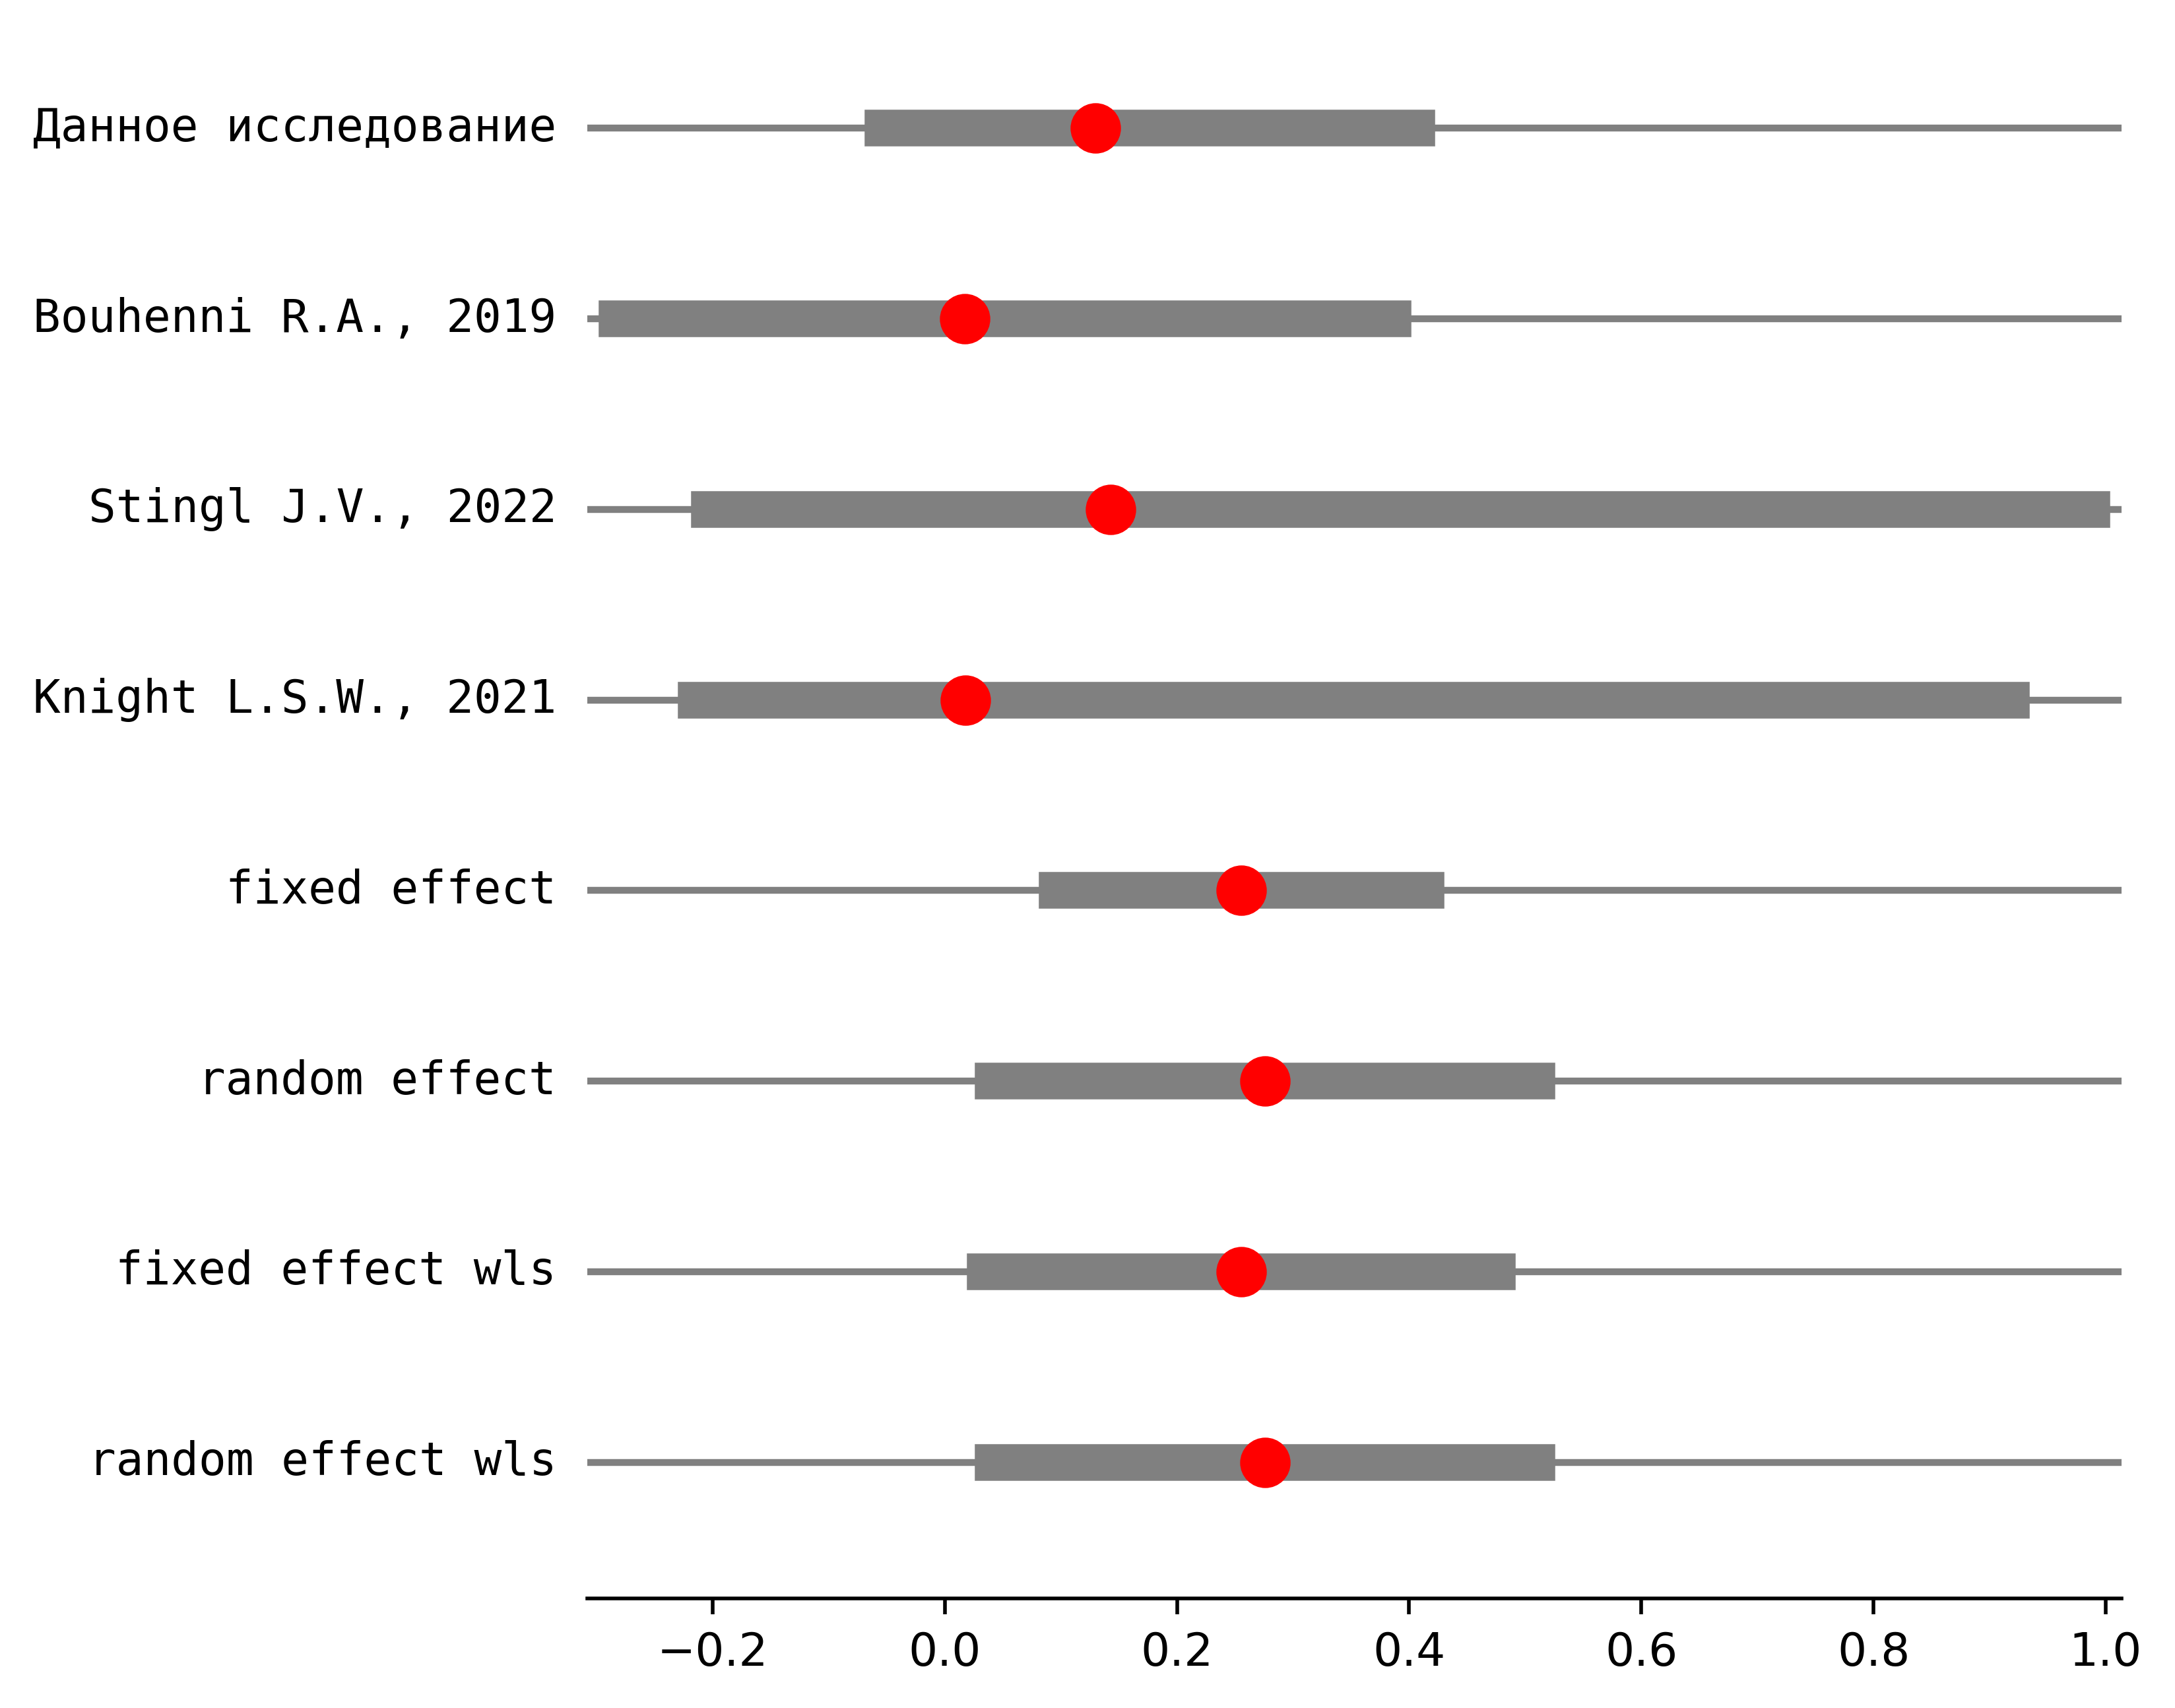 Данное исследование
Bouhenni R.A., 2019
Stingl J.V., 2022
Knight L.S.W., 2021
fixed effect
random effect
fixed effect wls
random effect wls
−0.2 0.0 0.2 0.4 0.6 0.8 1.0